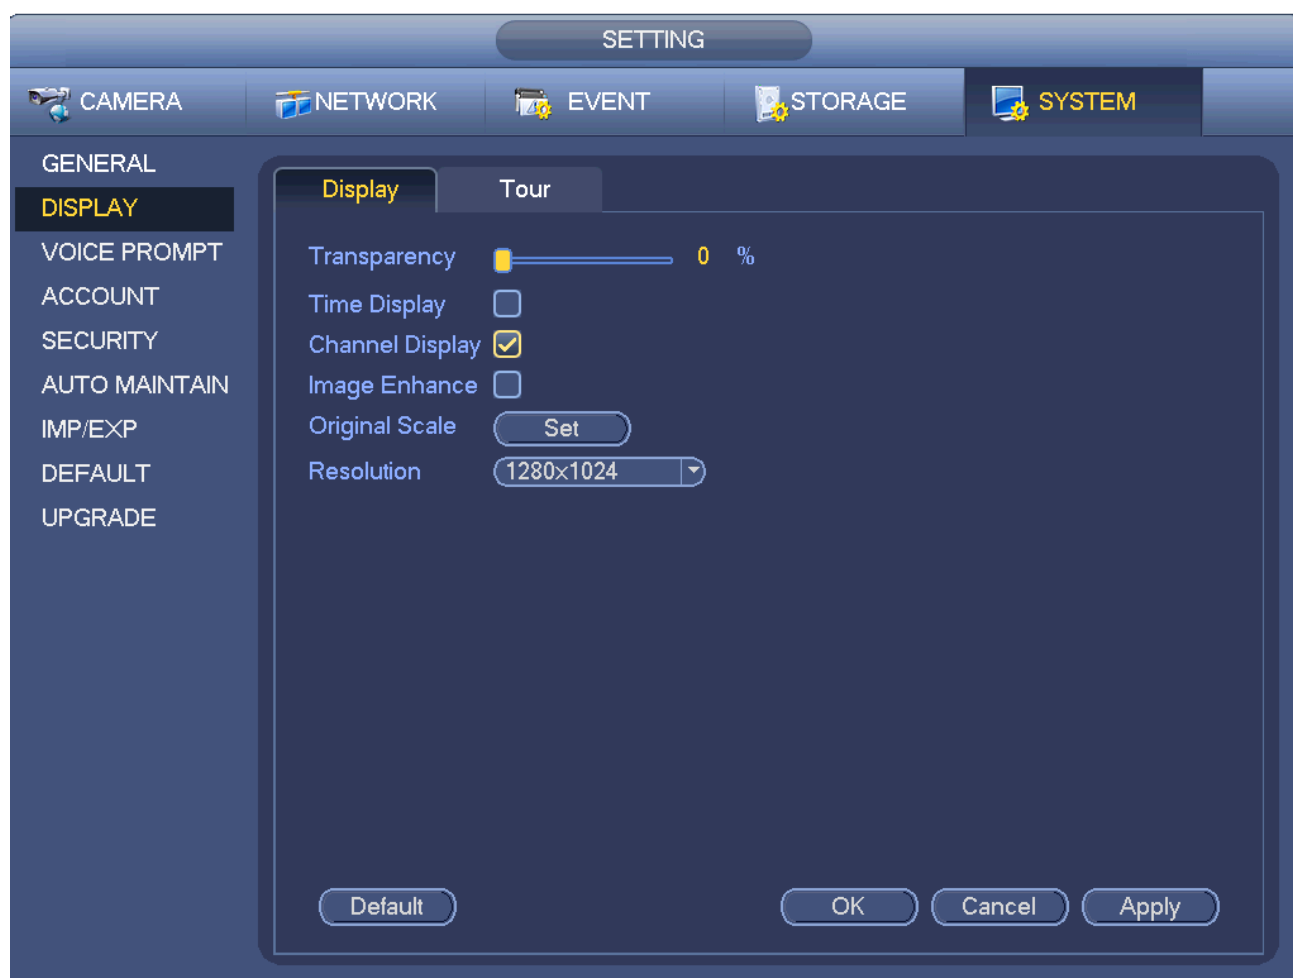 SETTING
CAMERA NETWORK EVENT STORAGE SYSTEM
GENERAL
DISPLAY
VOICE PROMPT
ACCOUNT
SECURITY
AUTO MAINTAIN
IMP/EXP
DEFAULT
UPGRADE
Display Tour
Transparency 0 %
Time Display
Channel Display
Image Enhance
Original Scale Set
Resolution 1280×1024
Default OK Cancel Apply